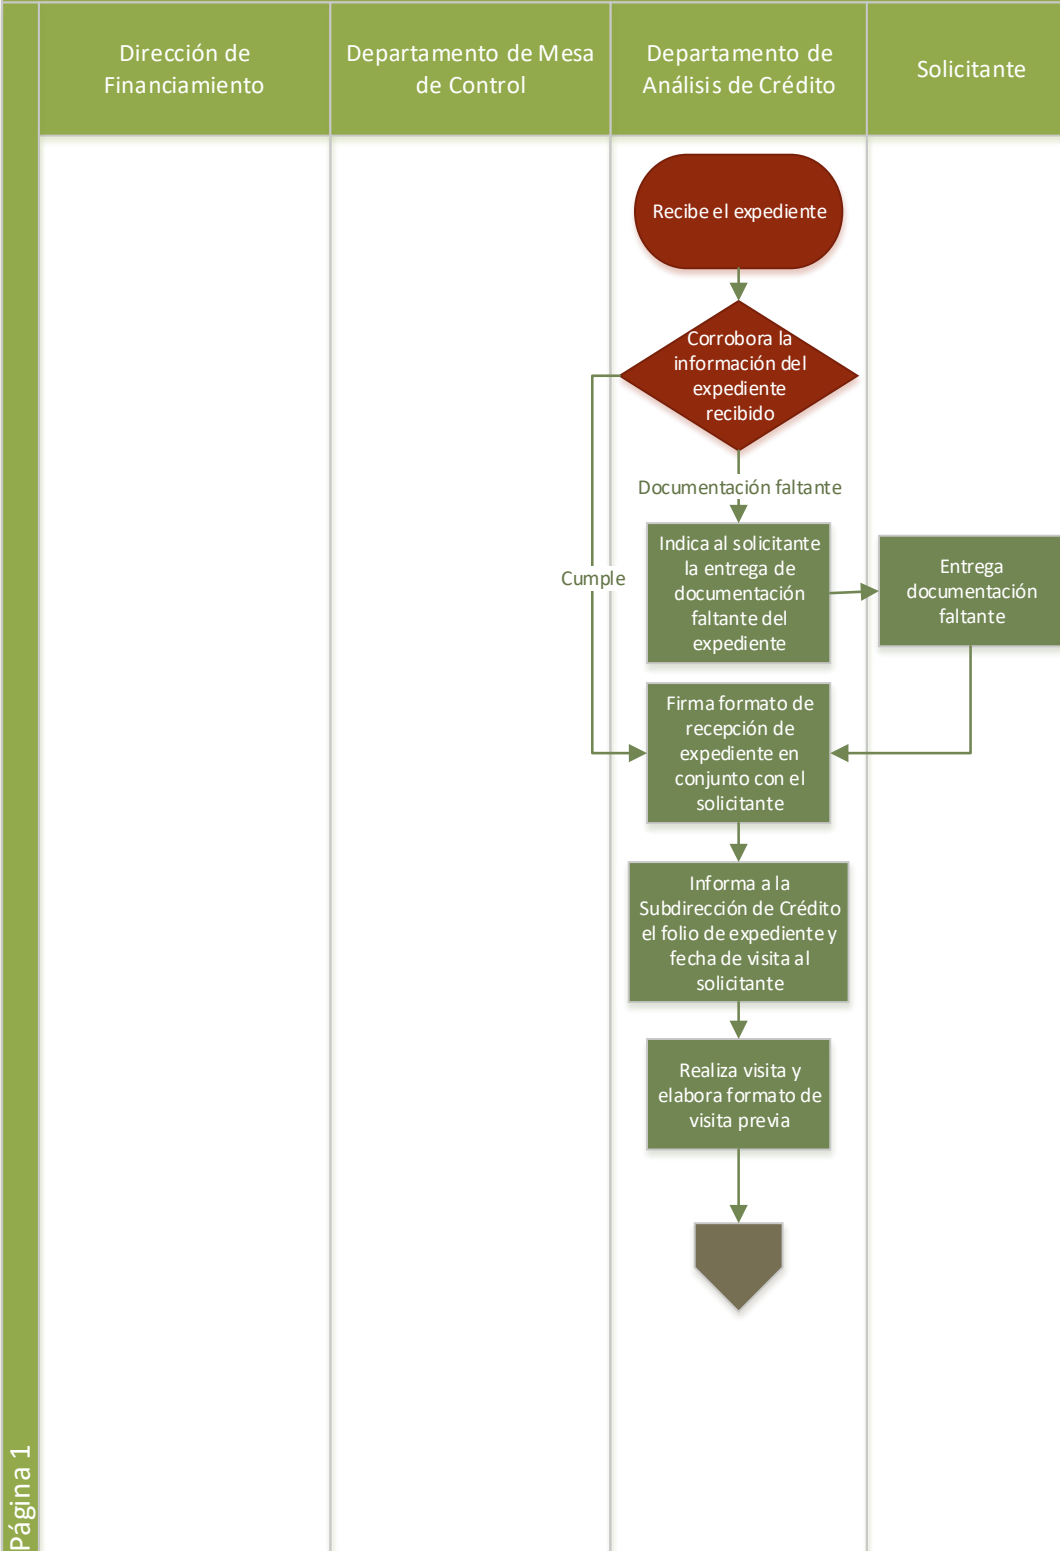 Dirección de
Financiamiento
Departamento de Mesa
de Control
Departamento de
Análisis de Crédito
Solicitante
Recibe el expediente
Corrobora la
información del
expediente
recibido
Documentación faltante
Cumple
Indica al solicitante
la entrega de
documentación
faltante del
expediente
Entrega
documentación
faltante
Firma formato de
recepción de
expediente en
conjunto con el
solicitante
Informa a la
Subdirección de Crédito
el folio de expediente y
fecha de visita al
solicitante
Realiza visita y
elabora formato de
visita previa
Página 1